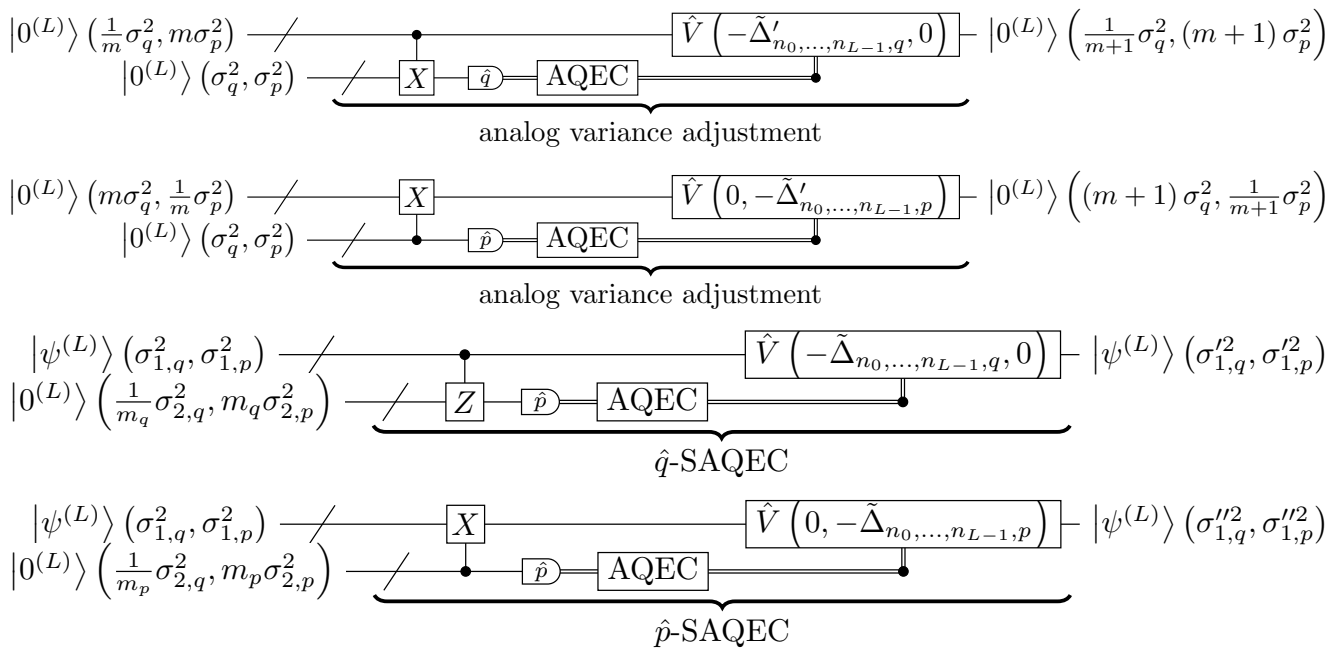 |0^{(L)}⟩ (1/m σ_q^2, mσ_p^2) V̂ (−Δ̃′_{n_0,...,n_{L−1},q}, 0) |0^{(L)}⟩ (1/(m+1) σ_q^2, (m + 1) σ_p^2)
|0^{(L)}⟩ (σ_q^2, σ_p^2) X q̂ AQEC
analog variance adjustment
|0^{(L)}⟩ (mσ_q^2, 1/m σ_p^2) X V̂ (0, −Δ̃′_{n_0,...,n_{L−1},p}) |0^{(L)}⟩ ((m + 1) σ_q^2, 1/(m+1) σ_p^2)
|0^{(L)}⟩ (σ_q^2, σ_p^2) p̂ AQEC
analog variance adjustment
|ψ^{(L)}⟩ (σ_{1,q}^2, σ_{1,p}^2) V̂ (−Δ̃_{n_0,...,n_{L−1},q}, 0) |ψ^{(L)}⟩ (σ′^2_{1,q}, σ′^2_{1,p})
|0^{(L)}⟩ (1/m_q σ_{2,q}^2, m_q σ_{2,p}^2) Z p̂ AQEC
q̂-SAQEC
|ψ^{(L)}⟩ (σ_{1,q}^2, σ_{1,p}^2) X V̂ (0, −Δ̃_{n_0,...,n_{L−1},p}) |ψ^{(L)}⟩ (σ″^2_{1,q}, σ″^2_{1,p})
|0^{(L)}⟩ (1/m_p σ_{2,q}^2, m_p σ_{2,p}^2) p̂ AQEC
p̂-SAQEC